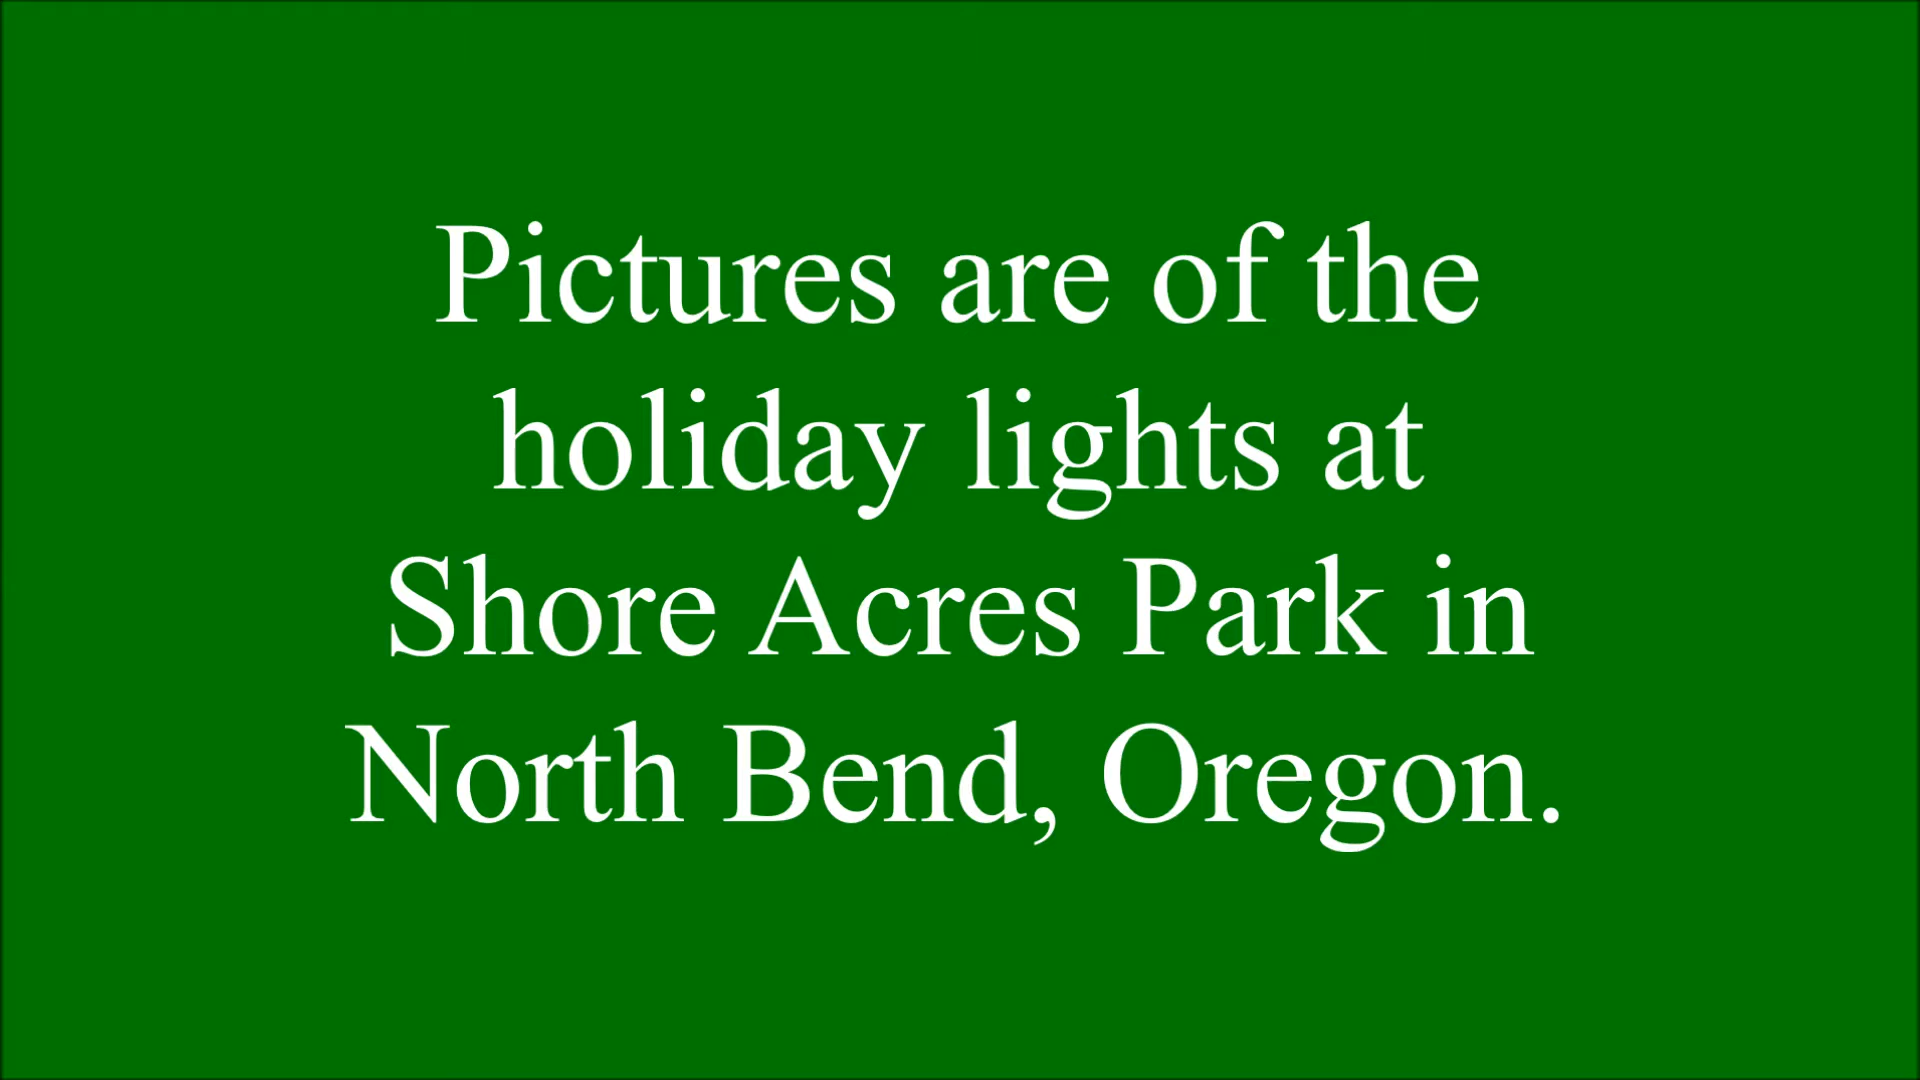 Pictures are of the
holiday lights at
Shore Acres Park in
North Bend, Oregon.